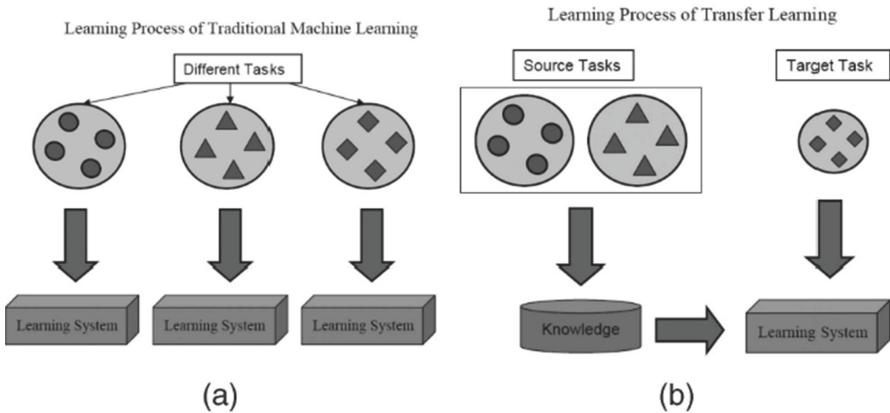 Learning Process of Traditional Machine Learning
Different Tasks
Learning System
Learning System
Learning System
(a)
Learning Process of Transfer Learning
Source Tasks
Target Task
Knowledge
Learning System
(b)